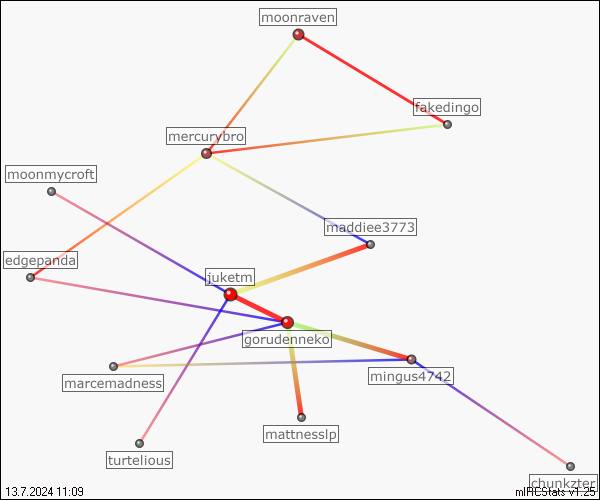 moonraven
fakedingo
mercurybro
moonmycroft
maddiee3773
edgepanda
juketm
gorudenneko
mingus4742
marcemadness
mattnesslp
turtelious
chunkzter
13.7.2024 11:09
mIRCStats v1.25